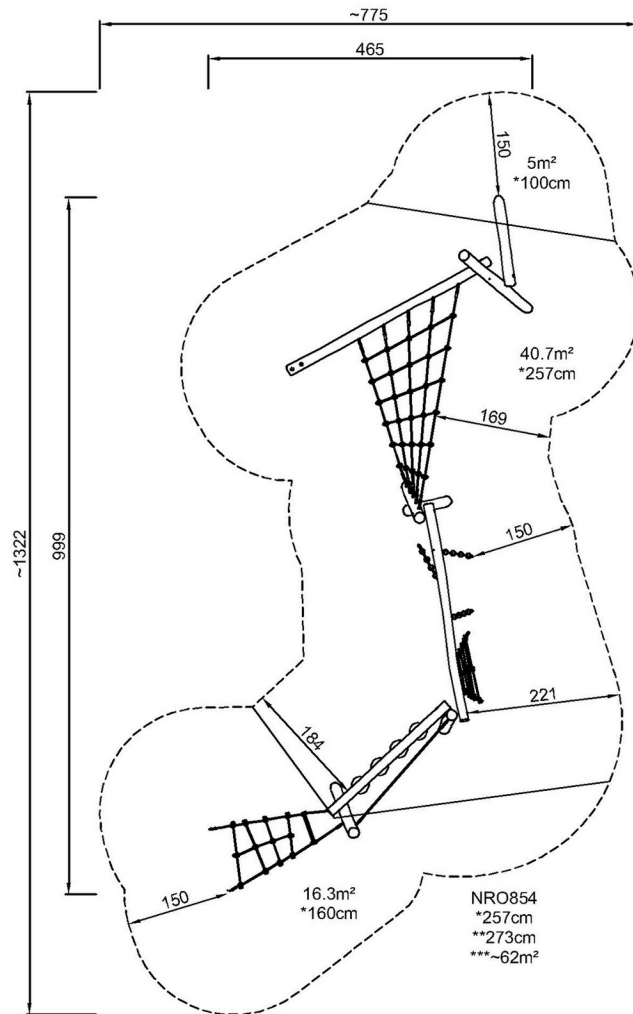 ~775
465
150
5m²
*100cm
40.7m²
*257cm
169
999
~1322
150
221
184
150
16.3m²
*160cm
NRO854
*257cm
**273cm
***~62m²